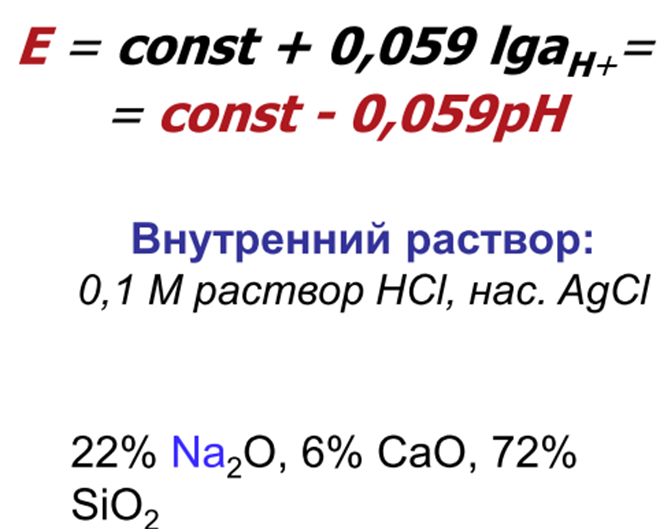 E = const + 0,059 lgaH+=
= const - 0,059pH
Внутренний раствор:
0,1 М раствор HCl, нас. AgCl
22% Na2O, 6% CaO, 72%
SiO2